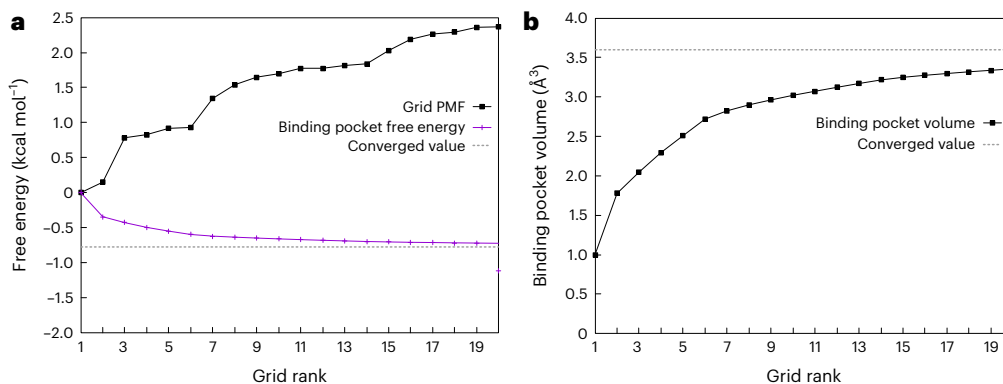 a
Free energy (kcal mol⁻¹)
2.5
2.0
1.5
1.0
0.5
0
−0.5
−1.0
−1.5
−2.0
Grid PMF
Binding pocket free energy
Converged value
1 3 5 7 9 11 13 15 17 19
Grid rank
b
Binding pocket volume (Å³)
4.0
3.5
3.0
2.5
2.0
1.5
1.0
0.5
0
Binding pocket volume
Converged value
1 3 5 7 9 11 13 15 17 19
Grid rank